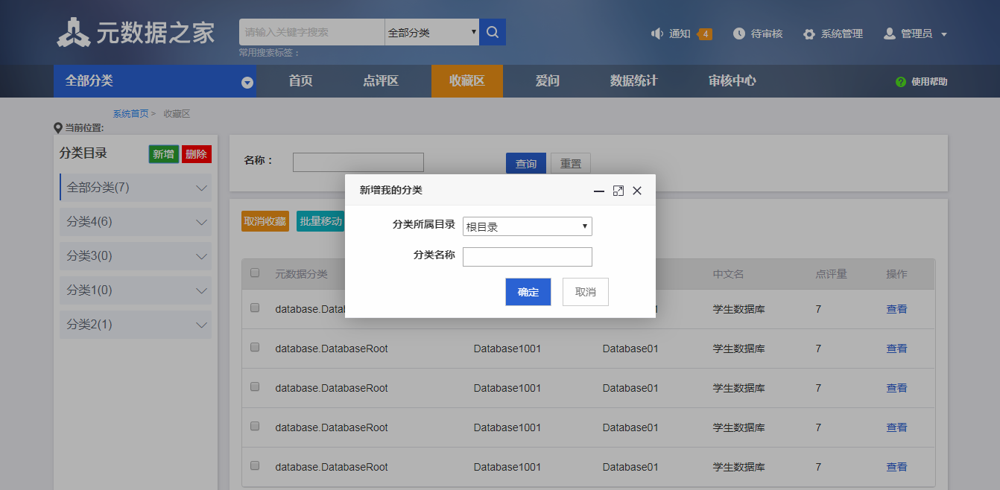 元数据之家
请输入关键字搜索 全部分类
常用搜索标签：
通知 4 待审核 系统管理 管理员
全部分类 首页 点评区 收藏区 爱问 数据统计 审核中心 ? 使用帮助
系统首页 > 收藏区
当前位置:
分类目录 新增 删除
全部分类(7)
分类4(6)
分类3(0)
分类1(0)
分类2(1)
名称：
查询 重置
新增我的分类
分类所属目录 根目录
分类名称
确定 取消
取消收藏 批量移动
元数据分类 中文名 点评量 操作
学生数据库 7 查看
database.DatabaseRoot Database1001 Database01 学生数据库 7 查看
database.DatabaseRoot Database1001 Database01 学生数据库 7 查看
database.DatabaseRoot Database1001 Database01 学生数据库 7 查看
database.DatabaseRoot Database1001 Database01 学生数据库 7 查看